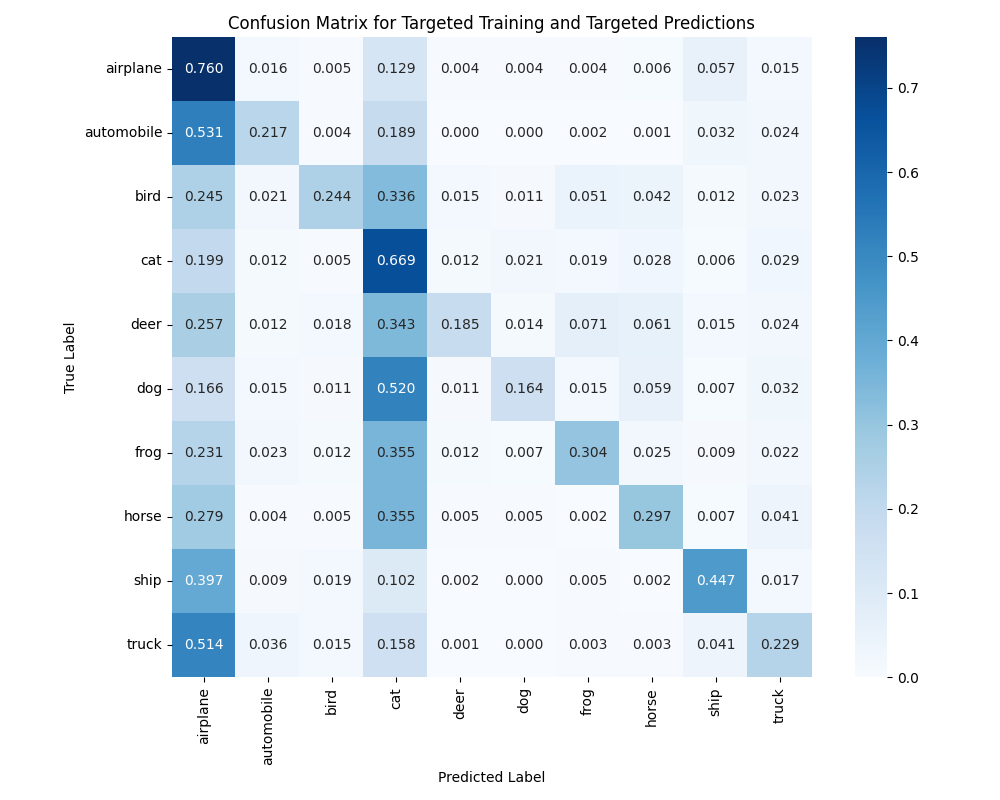 Confusion Matrix for Targeted Training and Targeted Predictions
airplane 0.760 0.016 0.005 0.129 0.004 0.004 0.004 0.006 0.057 0.015
automobile 0.531 0.217 0.004 0.189 0.000 0.000 0.002 0.001 0.032 0.024
bird 0.245 0.021 0.244 0.336 0.015 0.011 0.051 0.042 0.012 0.023
cat 0.199 0.012 0.005 0.669 0.012 0.021 0.019 0.028 0.006 0.029
deer 0.257 0.012 0.018 0.343 0.185 0.014 0.071 0.061 0.015 0.024
dog 0.166 0.015 0.011 0.520 0.011 0.164 0.015 0.059 0.007 0.032
frog 0.231 0.023 0.012 0.355 0.012 0.007 0.304 0.025 0.009 0.022
horse 0.279 0.004 0.005 0.355 0.005 0.005 0.002 0.297 0.007 0.041
ship 0.397 0.009 0.019 0.102 0.002 0.000 0.005 0.002 0.447 0.017
truck 0.514 0.036 0.015 0.158 0.001 0.000 0.003 0.003 0.041 0.229
True Label
airplane automobile bird cat deer dog frog horse ship truck
Predicted Label
0.7
0.6
0.5
0.4
0.3
0.2
0.1
0.0